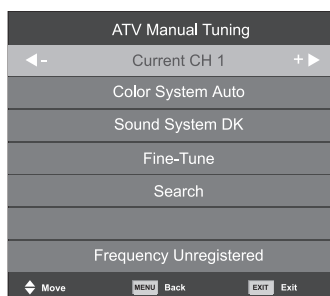 ATV Manual Tuning
- Current CH 1 +
Color System Auto
Sound System DK
Fine-Tune
Search
Frequency Unregistered
Move MENU Back EXIT Exit